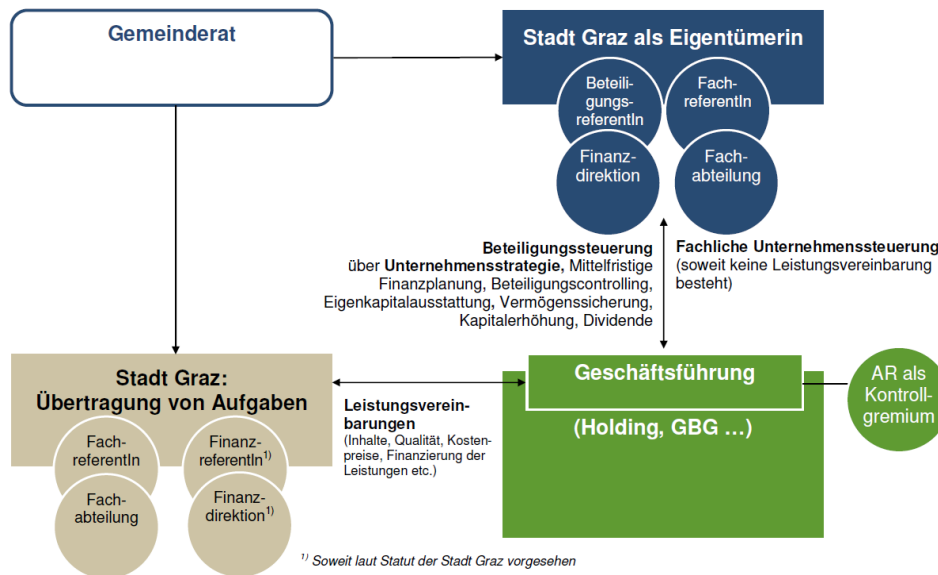 Gemeinderat
Stadt Graz als Eigentümerin
Beteili-
gungs-
referentIn
Fach-
referentIn
Finanz-
direktion
Fach-
abteilung
Beteiligungssteuerung
über Unternehmensstrategie, Mittelfristige
Finanzplanung, Beteiligungscontrolling,
Eigenkapitalausstattung, Vermögenssicherung,
Kapitalerhöhung, Dividende
Fachliche Unternehmenssteuerung
(soweit keine Leistungsvereinbarung
besteht)
Stadt Graz:
Übertragung von Aufgaben
Fach-
referentIn
Finanz-
referentIn1)
Fach-
abteilung
Finanz-
direktion1)
Leistungsverein-
barungen
(Inhalte, Qualität, Kosten-
preise, Finanzierung der
Leistungen etc.)
Geschäftsführung
(Holding, GBG ...)
AR als
Kontroll-
gremium
1) Soweit laut Statut der Stadt Graz vorgesehen